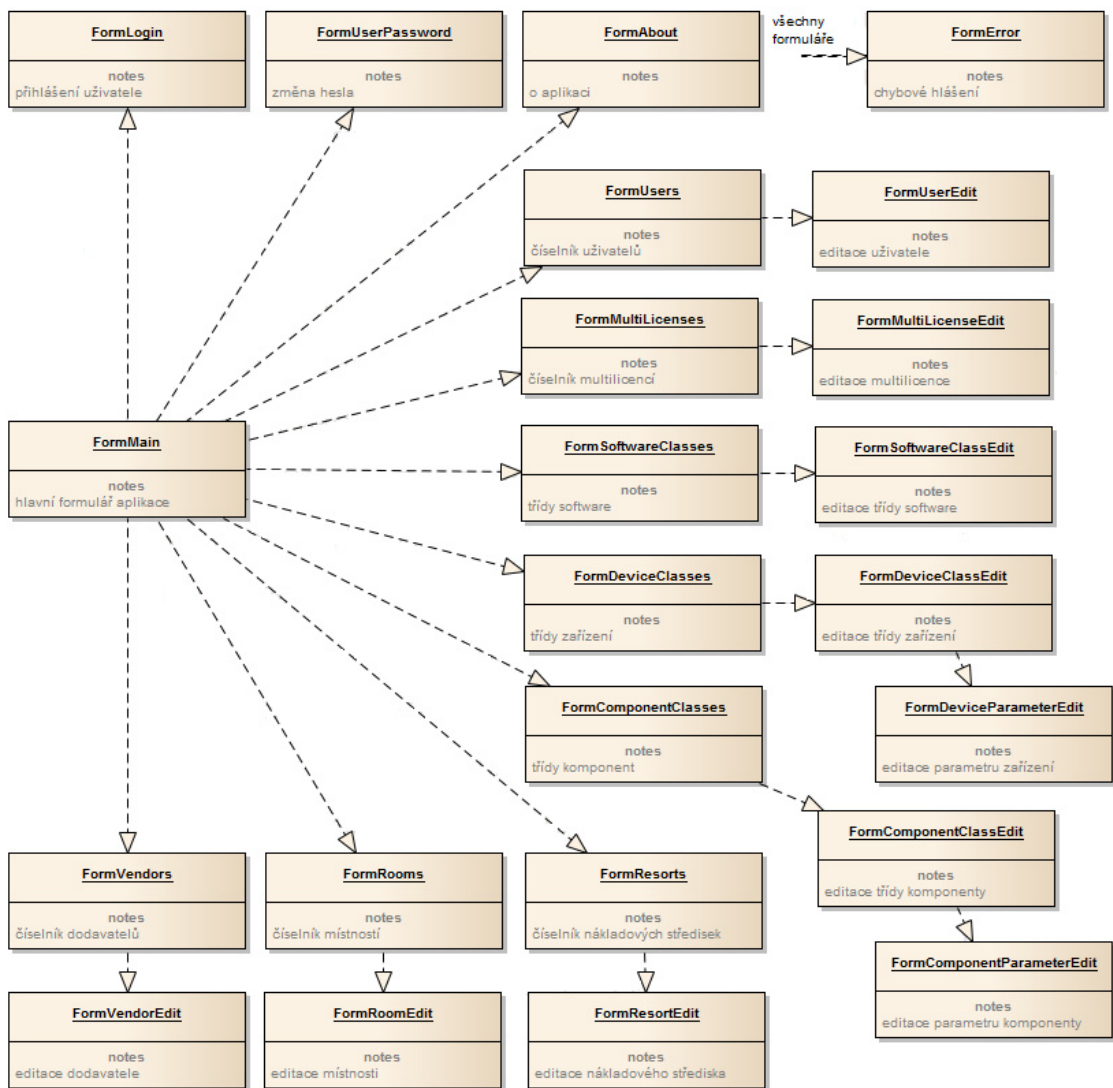 FormLogin
notes
přihlášení uživatele
FormUserPassword
notes
změna hesla
FormAbout
notes
o aplikaci
všechny
formuláře
FormError
notes
chybové hlášení
FormUsers
notes
číselník uživatelů
FormUserEdit
notes
editace uživatele
FormMultiLicenses
notes
číselník multilicencí
FormMultiLicenseEdit
notes
editace multilicence
FormMain
notes
hlavní formulář aplikace
FormSoftwareClasses
notes
třídy software
FormSoftwareClassEdit
notes
editace třídy software
FormDeviceClasses
notes
třídy zařízení
FormDeviceClassEdit
notes
editace třídy zařízení
FormComponentClasses
notes
třídy komponent
FormDeviceParameterEdit
notes
editace parametru zařízení
FormComponentClassEdit
notes
editace třídy komponenty
FormVendors
notes
číselník dodavatelů
FormRooms
notes
číselník místností
FormResorts
notes
číselník nákladových středisek
FormComponentParameterEdit
notes
editace parametru komponenty
FormVendorEdit
notes
editace dodavatele
FormRoomEdit
notes
editace místnosti
FormResortEdit
notes
editace nákladového střediska